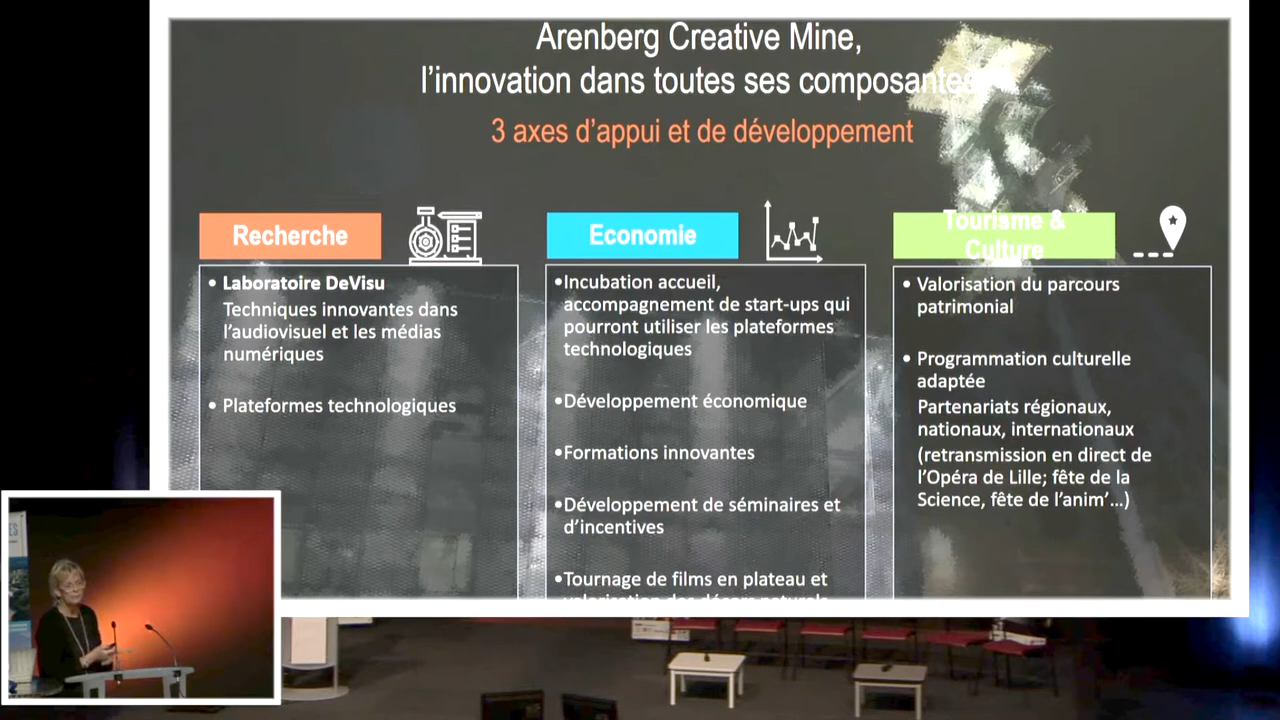 Arenberg Creative Mine,
l'innovation dans toutes ses composantes
3 axes d'appui et de développement
Recherche
• Laboratoire DeVisu
Techniques innovantes dans
l'audiovisuel et les médias
numériques
• Plateformes technologiques
Economie
•Incubation accueil,
accompagnement de start-ups qui
pourront utiliser les plateformes
technologiques
•Développement économique
•Formations innovantes
•Développement de séminaires et
d'incentives
•Tournage de films en plateau et
valorisation des décors naturels
Tourisme &
Culture
• Valorisation du parcours
patrimonial
• Programmation culturelle
adaptée
Partenariats régionaux,
nationaux, internationaux
(retransmission en direct de
l'Opéra de Lille; fête de la
Science, fête de l'anim'...)